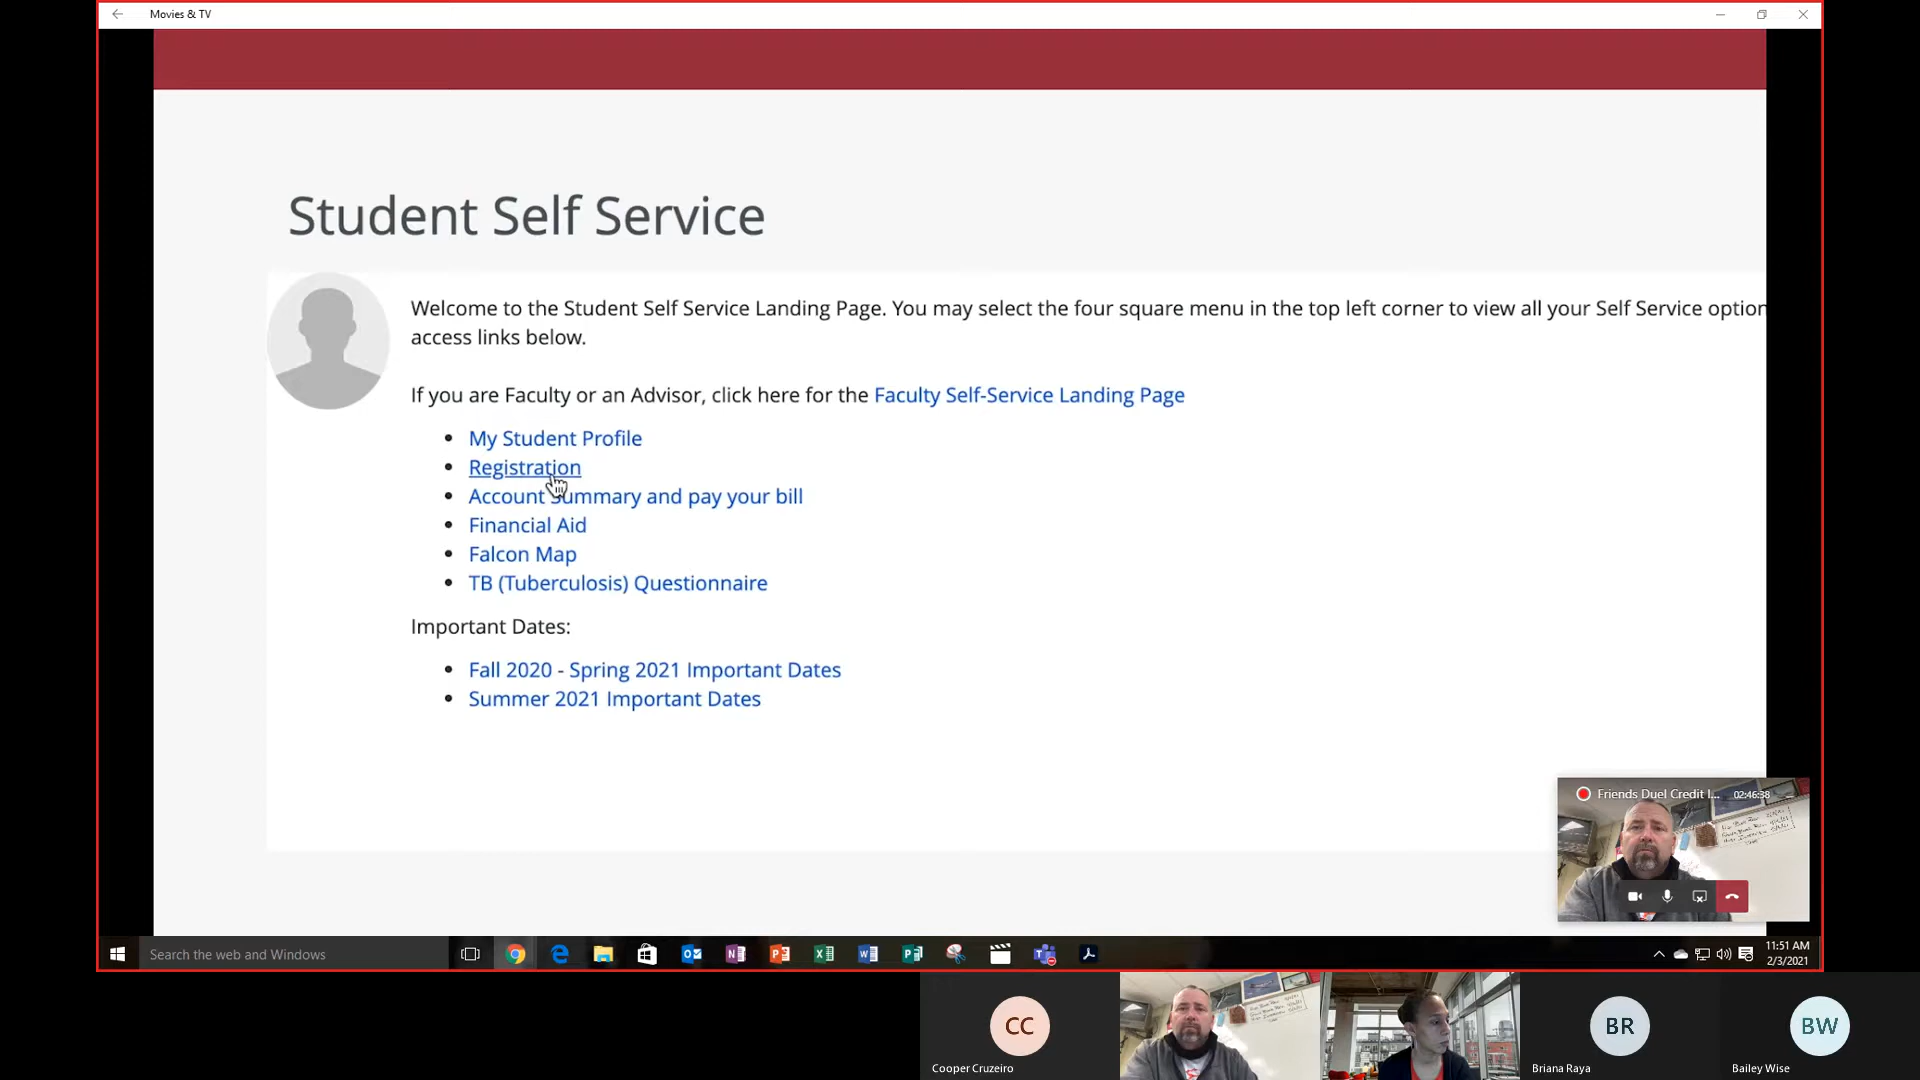 Movies & TV
Student Self Service
Welcome to the Student Self Service Landing Page. You may select the four square menu in the top left corner to view all your Self Service option
access links below.
If you are Faculty or an Advisor, click here for the Faculty Self-Service Landing Page
My Student Profile
Registration
Account Summary and pay your bill
Financial Aid
Falcon Map
TB (Tuberculosis) Questionnaire
Important Dates:
Fall 2020 - Spring 2021 Important Dates
Summer 2021 Important Dates
Friends Duel Credit I... 02:46:38
Search the web and Windows
11:51 AM
2/3/2021
CC
BR
BW
Cooper Cruzeiro
Briana Raya
Bailey Wise